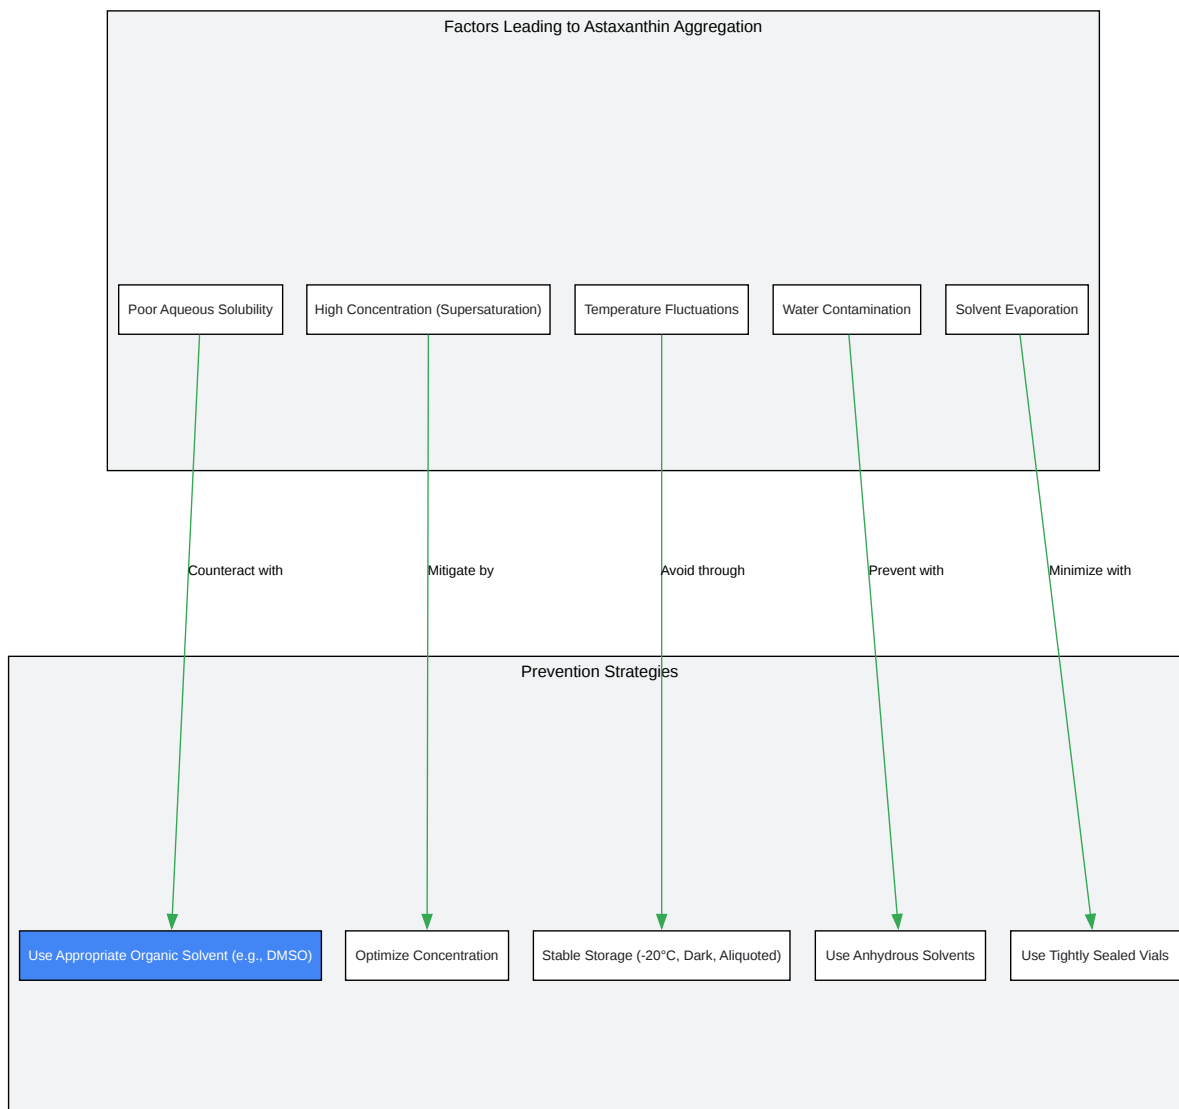 Factors Leading to Astaxanthin Aggregation
Poor Aqueous Solubility
High Concentration (Supersaturation)
Temperature Fluctuations
Water Contamination
Solvent Evaporation
Counteract with
Mitigate by
Avoid through
Prevent with
Minimize with
Prevention Strategies
Use Appropriate Organic Solvent (e.g., DMSO)
Optimize Concentration
Stable Storage (-20°C, Dark, Aliquoted)
Use Anhydrous Solvents
Use Tightly Sealed Vials